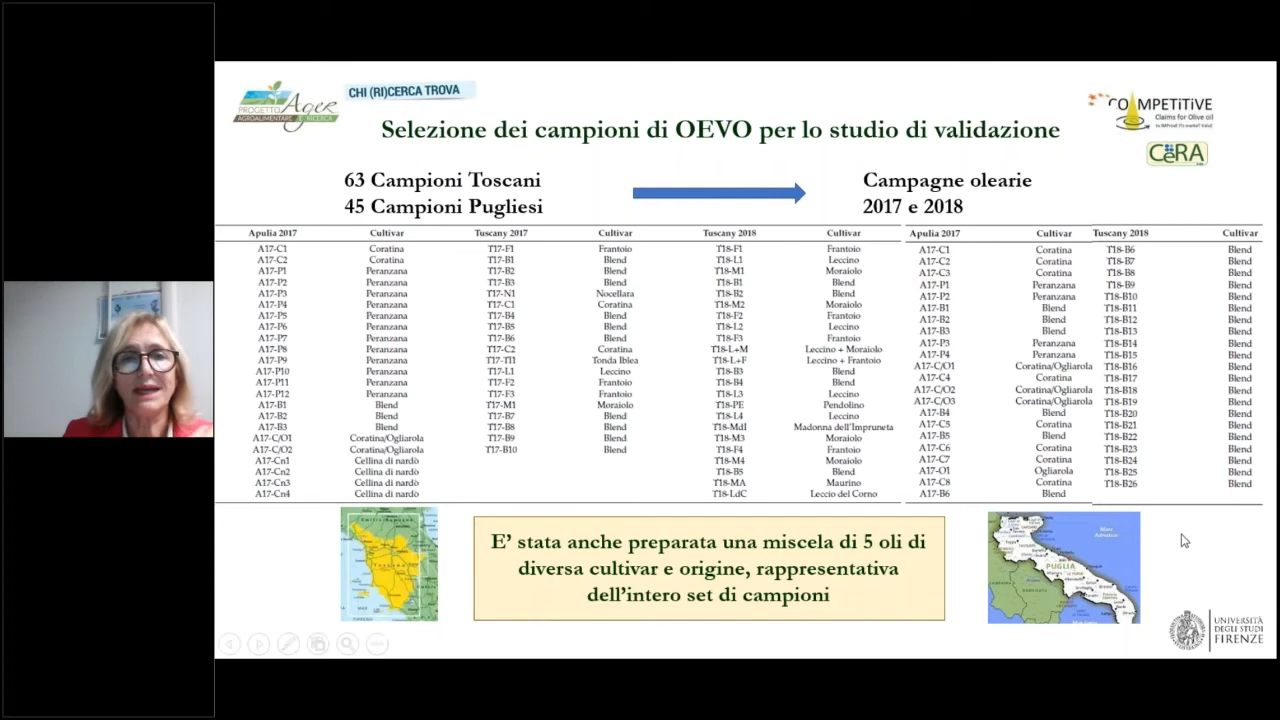 PROGETTO Ager
AGROALIMENTARE E RICERCA
CHI (RI)CERCA TROVA
COMPETITIVE
Claims for Olive oil
to IMProvE ITs markeT ValuE
CeRA
Selezione dei campioni di OEVO per lo studio di validazione
63 Campioni Toscani
45 Campioni Pugliesi
Campagne olearie
2017 e 2018
Apulia 2017 Cultivar Tuscany 2017 Cultivar Tuscany 2018 Cultivar Apulia 2017 Cultivar Tuscany 2018 Cultivar
A17-C1 Coratina T17-F1 Frantoio T18-F1 Frantoio A17-C1 Coratina T18-B6 Blend
A17-C2 Coratina T17-B1 Blend T18-L1 Leccino A17-C2 Coratina T18-B7 Blend
A17-P1 Peranzana T17-B2 Blend T18-M1 Moraiolo A17-C3 Coratina T18-B8 Blend
A17-P2 Peranzana T17-B3 Blend T18-B1 Blend A17-P1 Peranzana T18-B9 Blend
A17-P3 Peranzana T17-N1 Nocellara T18-B2 Blend A17-P2 Peranzana T18-B10 Blend
A17-P4 Peranzana T17-C1 Coratina T18-M2 Moraiolo A17-B1 Blend T18-B11 Blend
A17-P5 Peranzana T17-B4 Blend T18-F2 Frantoio A17-B2 Blend T18-B12 Blend
A17-P6 Peranzana T17-B5 Blend T18-L2 Leccino A17-B3 Blend T18-B13 Blend
A17-P7 Peranzana T17-B6 Blend T18-F3 Frantoio A17-P3 Peranzana T18-B14 Blend
A17-P8 Peranzana T17-C2 Coratina T18-L+M Leccino + Moraiolo A17-P4 Peranzana T18-B15 Blend
A17-P9 Peranzana T17-TI1 Tonda Iblea T18-L+F Leccino + Frantoio A17-C/O1 Coratina/Ogliarola T18-B16 Blend
A17-P10 Peranzana T17-L1 Leccino T18-B3 Blend A17-C4 Coratina T18-B17 Blend
A17-P11 Peranzana T17-F2 Frantoio T18-B4 Blend A17-C/O2 Coratina/Ogliarola T18-B18 Blend
A17-P12 Peranzana T17-F3 Frantoio T18-L3 Leccino A17-C/O3 Coratina/Ogliarola T18-B19 Blend
A17-B1 Blend T17-M1 Moraiolo T18-PE Pendolino A17-B4 Blend T18-B20 Blend
A17-B2 Blend T17-B7 Blend T18-L4 Leccino A17-C5 Coratina T18-B21 Blend
A17-B3 Blend T17-B8 Blend T18-MdI Madonna dell'Impruneta A17-B5 Blend T18-B22 Blend
A17-C/O1 Coratina/Ogliarola T17-B9 Blend T18-M3 Moraiolo A17-C6 Coratina T18-B23 Blend
A17-C/O2 Coratina/Ogliarola T17-B10 Blend T18-F4 Frantoio A17-C7 Coratina T18-B24 Blend
A17-Cn1 Cellina di nardò T18-M4 Moraiolo A17-O1 Ogliarola T18-B25 Blend
A17-Cn2 Cellina di nardò T18-B5 Blend A17-C8 Coratina T18-B26 Blend
A17-Cn3 Cellina di nardò T18-MA Maurino A17-B6 Blend
A17-Cn4 Cellina di nardò T18-LdC Leccio del Corno
E' stata anche preparata una miscela di 5 oli di
diversa cultivar e origine, rappresentativa
dell'intero set di campioni
Mare
Adriatico
PUGLIA
UNIVERSITÀ
DEGLI STUDI
FIRENZE